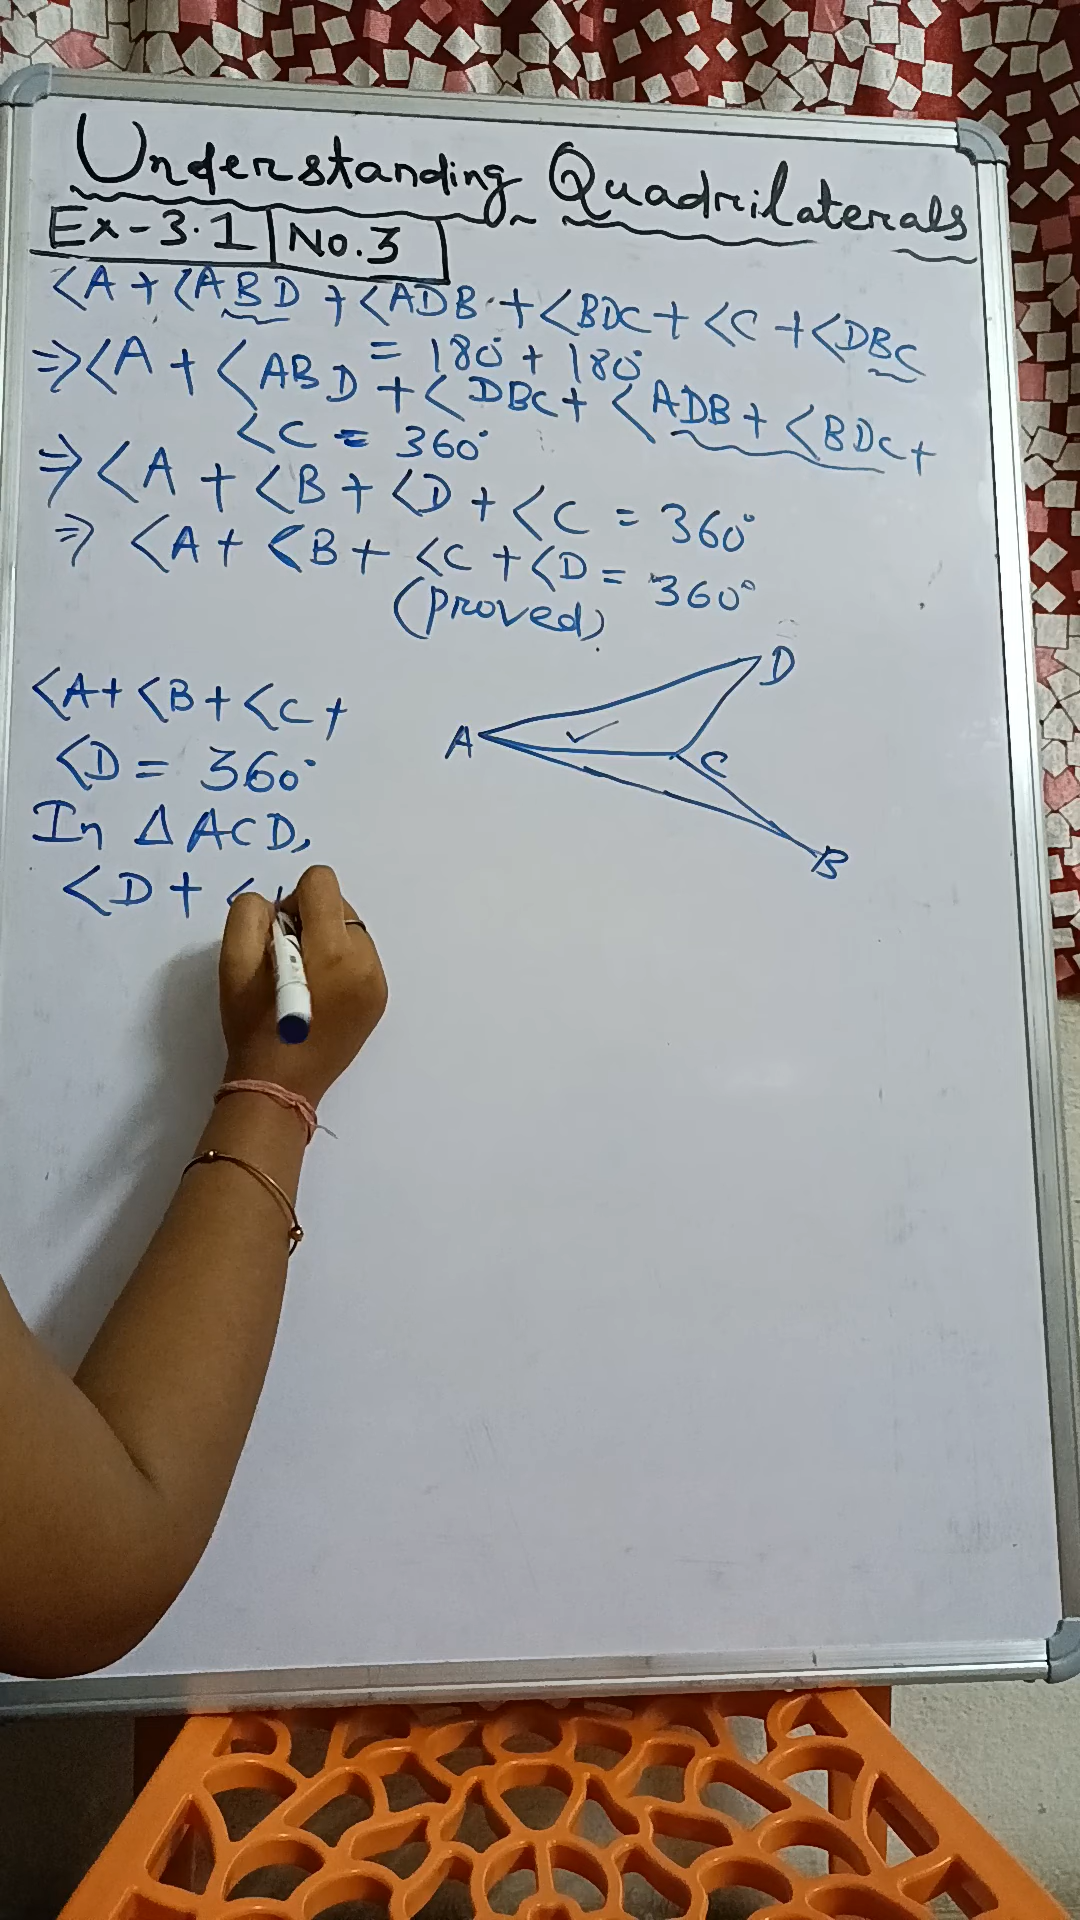 Understanding Quadrilaterals
Ex-3.1 No.3
<A + <ABD + <ADB + <BDC + <C + <DBC
= 180° + 180°
⇒ <A + <ABD + <DBC + <ADB + <BDC +
<C = 360°
⇒ <A + <B + <D + <C = 360°
⇒ <A + <B + <C + <D = 360°
(proved)
<A + <B + <C +
<D = 360°
In Δ ACD,
<D + <
D
A
C
B